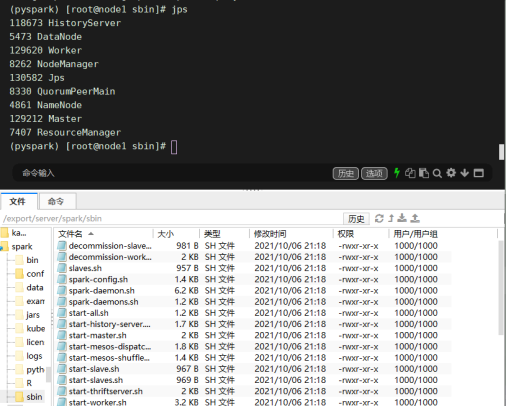 (pyspark) [root@node1 sbin]# jps
118673 HistoryServer
5473 DataNode
129620 Worker
8262 NodeManager
130582 Jps
8330 QuorumPeerMain
4861 NameNode
129212 Master
7407 ResourceManager
(pyspark) [root@node1 sbin]#
命令输入 历史 选项
文件 命令
/export/server/spark/sbin 历史
ka... 文件名 大小 类型 修改时间 权限 用户/用户组
spark decommission-slave... 981 B SH 文件 2021/10/06 21:18 -rwxr-xr-x 1000/1000
bin decommission-work... 2 KB SH 文件 2021/10/06 21:18 -rwxr-xr-x 1000/1000
conf slaves.sh 957 B SH 文件 2021/10/06 21:18 -rwxr-xr-x 1000/1000
spark-config.sh 1.4 KB SH 文件 2021/10/06 21:18 -rwxr-xr-x 1000/1000
data spark-daemon.sh 6.2 KB SH 文件 2021/10/06 21:18 -rwxr-xr-x 1000/1000
exam spark-daemons.sh 1.2 KB SH 文件 2021/10/06 21:18 -rwxr-xr-x 1000/1000
jars start-all.sh 1.2 KB SH 文件 2021/10/06 21:18 -rwxr-xr-x 1000/1000
start-history-server.... 1.7 KB SH 文件 2021/10/06 21:18 -rwxr-xr-x 1000/1000
kube start-master.sh 2 KB SH 文件 2021/10/06 21:18 -rwxr-xr-x 1000/1000
licen start-mesos-dispatc... 1.8 KB SH 文件 2021/10/06 21:18 -rwxr-xr-x 1000/1000
logs start-mesos-shuffle... 1.4 KB SH 文件 2021/10/06 21:18 -rwxr-xr-x 1000/1000
pyth start-slave.sh 967 B SH 文件 2021/10/06 21:18 -rwxr-xr-x 1000/1000
R start-slaves.sh 969 B SH 文件 2021/10/06 21:18 -rwxr-xr-x 1000/1000
start-thriftserver.sh 2 KB SH 文件 2021/10/06 21:18 -rwxr-xr-x 1000/1000
sbin start-worker.sh 3.2 KB SH 文件 2021/10/06 21:18 -rwxr-xr-x 1000/1000